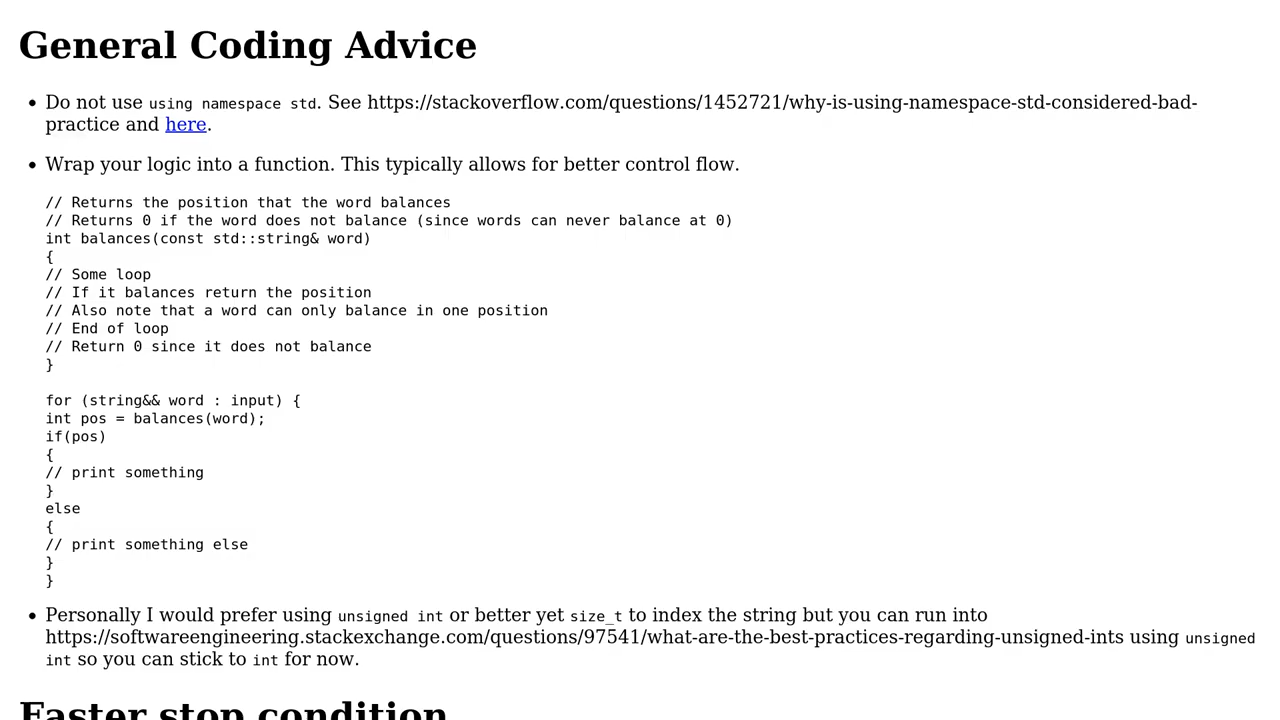 General Coding Advice
Do not use using namespace std. See https://stackoverflow.com/questions/1452721/why-is-using-namespace-std-considered-bad-
practice and here.
Wrap your logic into a function. This typically allows for better control flow.
// Returns the position that the word balances
// Returns 0 if the word does not balance (since words can never balance at 0)
int balances(const std::string& word)
{
// Some loop
// If it balances return the position
// Also note that a word can only balance in one position
// End of loop
// Return 0 since it does not balance
}
for (string&& word : input) {
int pos = balances(word);
if(pos)
{
// print something
}
else
{
// print something else
}
}
Personally I would prefer using unsigned int or better yet size_t to index the string but you can run into
https://softwareengineering.stackexchange.com/questions/97541/what-are-the-best-practices-regarding-unsigned-ints using unsigned
int so you can stick to int for now.
Faster stop condition